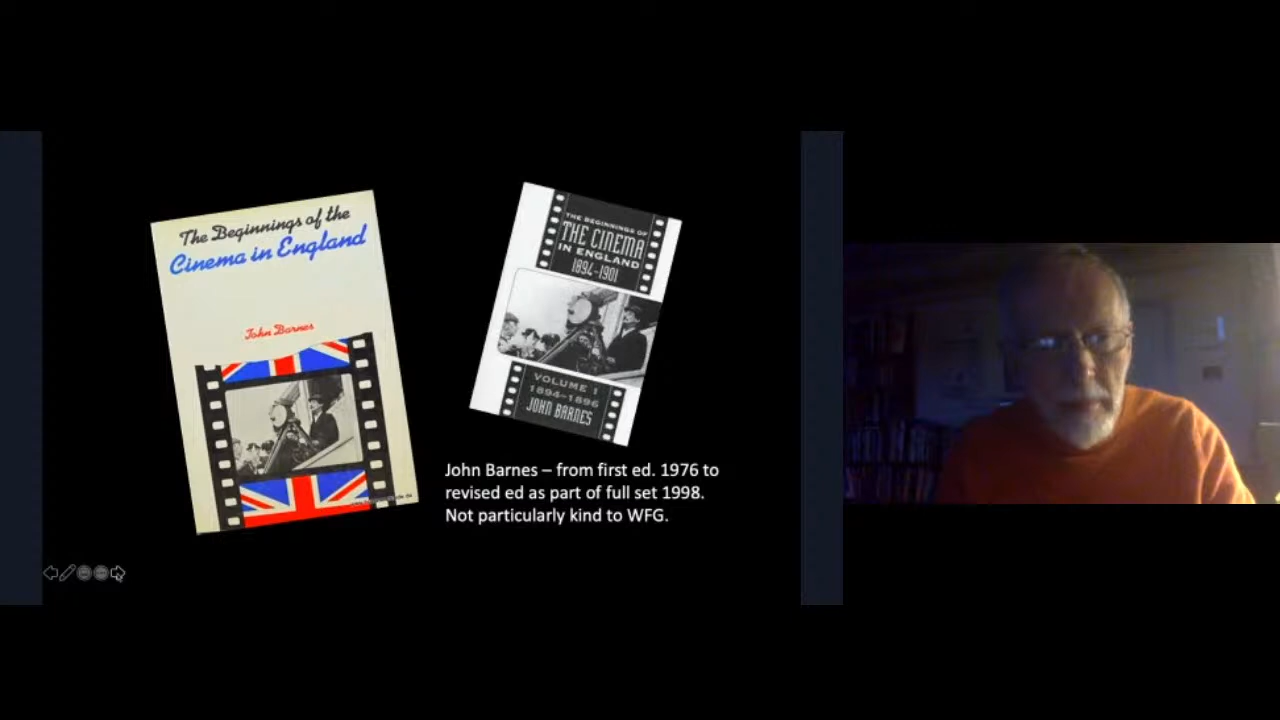 The Beginnings of the
Cinema in England
John Barnes
THE BEGINNINGS OF
THE CINEMA
IN ENGLAND
1894-1901
VOLUME 1
1894-1896
JOHN BARNES
John Barnes – from first ed. 1976 to
revised ed as part of full set 1998.
Not particularly kind to WFG.